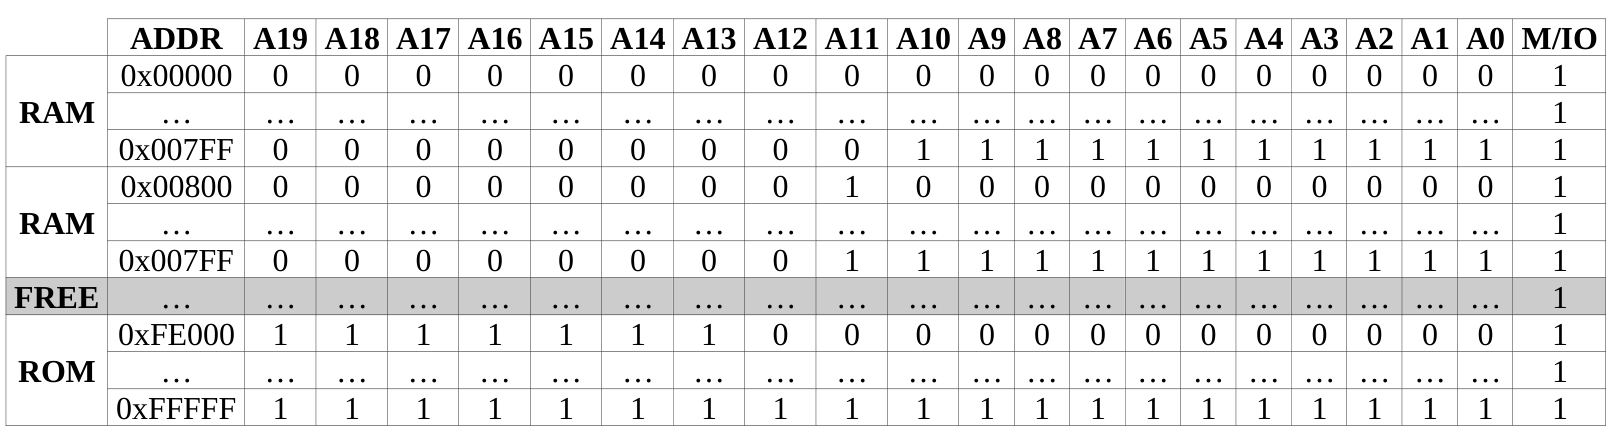 ADDR A19 A18 A17 A16 A15 A14 A13 A12 A11 A10 A9 A8 A7 A6 A5 A4 A3 A2 A1 A0 M/IO
RAM
0x00000 0 0 0 0 0 0 0 0 0 0 0 0 0 0 0 0 0 0 0 0 1
… … … … … … … … … … … … … … … … … … … … … 1
0x007FF 0 0 0 0 0 0 0 0 0 1 1 1 1 1 1 1 1 1 1 1 1
RAM
0x00800 0 0 0 0 0 0 0 0 1 0 0 0 0 0 0 0 0 0 0 0 1
… … … … … … … … … … … … … … … … … … … … … 1
0x007FF 0 0 0 0 0 0 0 0 1 1 1 1 1 1 1 1 1 1 1 1 1
FREE … … … … … … … … … … … … … … … … … … … … … 1
ROM
0xFE000 1 1 1 1 1 1 1 0 0 0 0 0 0 0 0 0 0 0 0 0 1
… … … … … … … … … … … … … … … … … … … … … 1
0xFFFFF 1 1 1 1 1 1 1 1 1 1 1 1 1 1 1 1 1 1 1 1 1